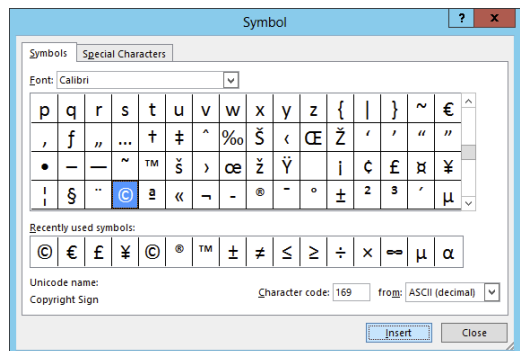 Symbol ? x
Symbols Special Characters
Font: Calibri
p q r s t u v w x y z { | } ~ €
‚ ƒ „ … † ‡ ˆ ‰ Š ‹ Œ Ž ‘ ’ “ ”
• – — ˜ ™ š › œ ž Ÿ ¡ ¢ £ ¤ ¥
¦ § ¨ © ª « ¬ - ® ¯ ° ± ² ³ ´ µ
Recently used symbols:
© € £ ¥ © ® ™ ± ≠ ≤ ≥ ÷ × ∞ µ α
Unicode name:
Copyright Sign
Character code: 169 from: ASCII (decimal)
Insert Close